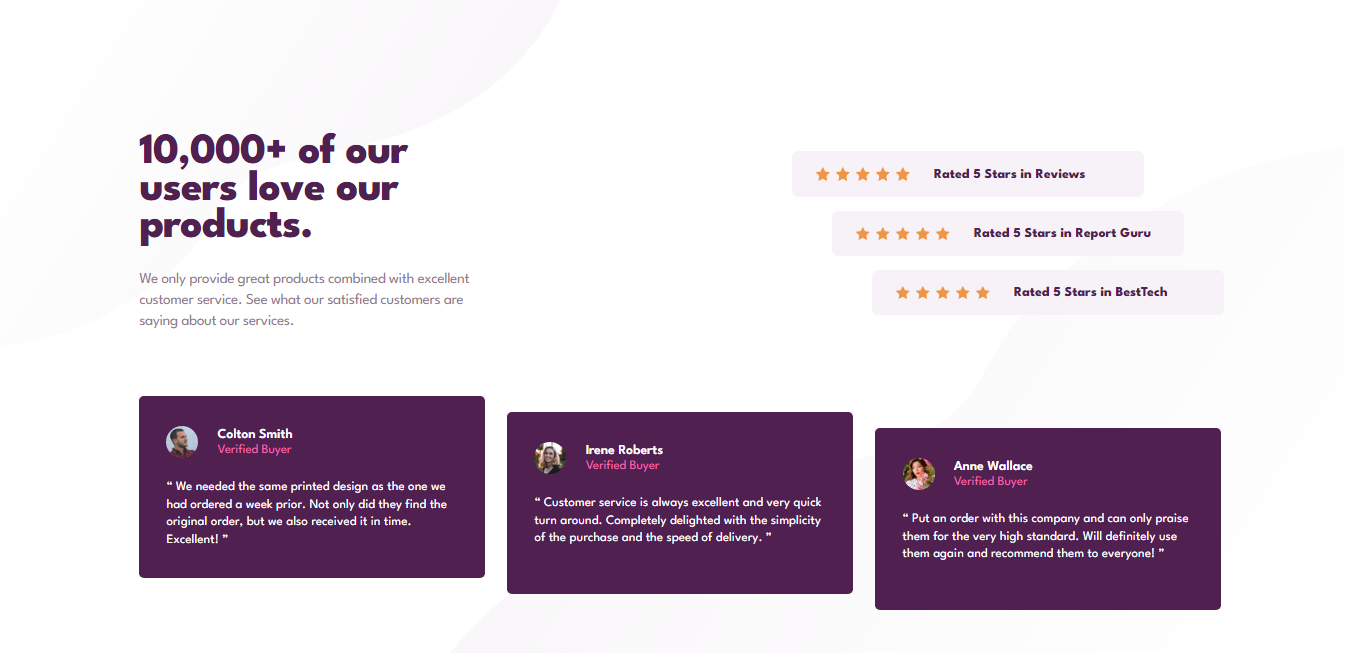 10,000+ of our
users love our
products.
We only provide great products combined with excellent
customer service. See what our satisfied customers are
saying about our services.
Rated 5 Stars in Reviews
Rated 5 Stars in Report Guru
Rated 5 Stars in BestTech
Colton Smith
Verified Buyer
“ We needed the same printed design as the one we
had ordered a week prior. Not only did they find the
original order, but we also received it in time.
Excellent! ”
Irene Roberts
Verified Buyer
“ Customer service is always excellent and very quick
turn around. Completely delighted with the simplicity
of the purchase and the speed of delivery. ”
Anne Wallace
Verified Buyer
“ Put an order with this company and can only praise
them for the very high standard. Will definitely use
them again and recommend them to everyone! ”